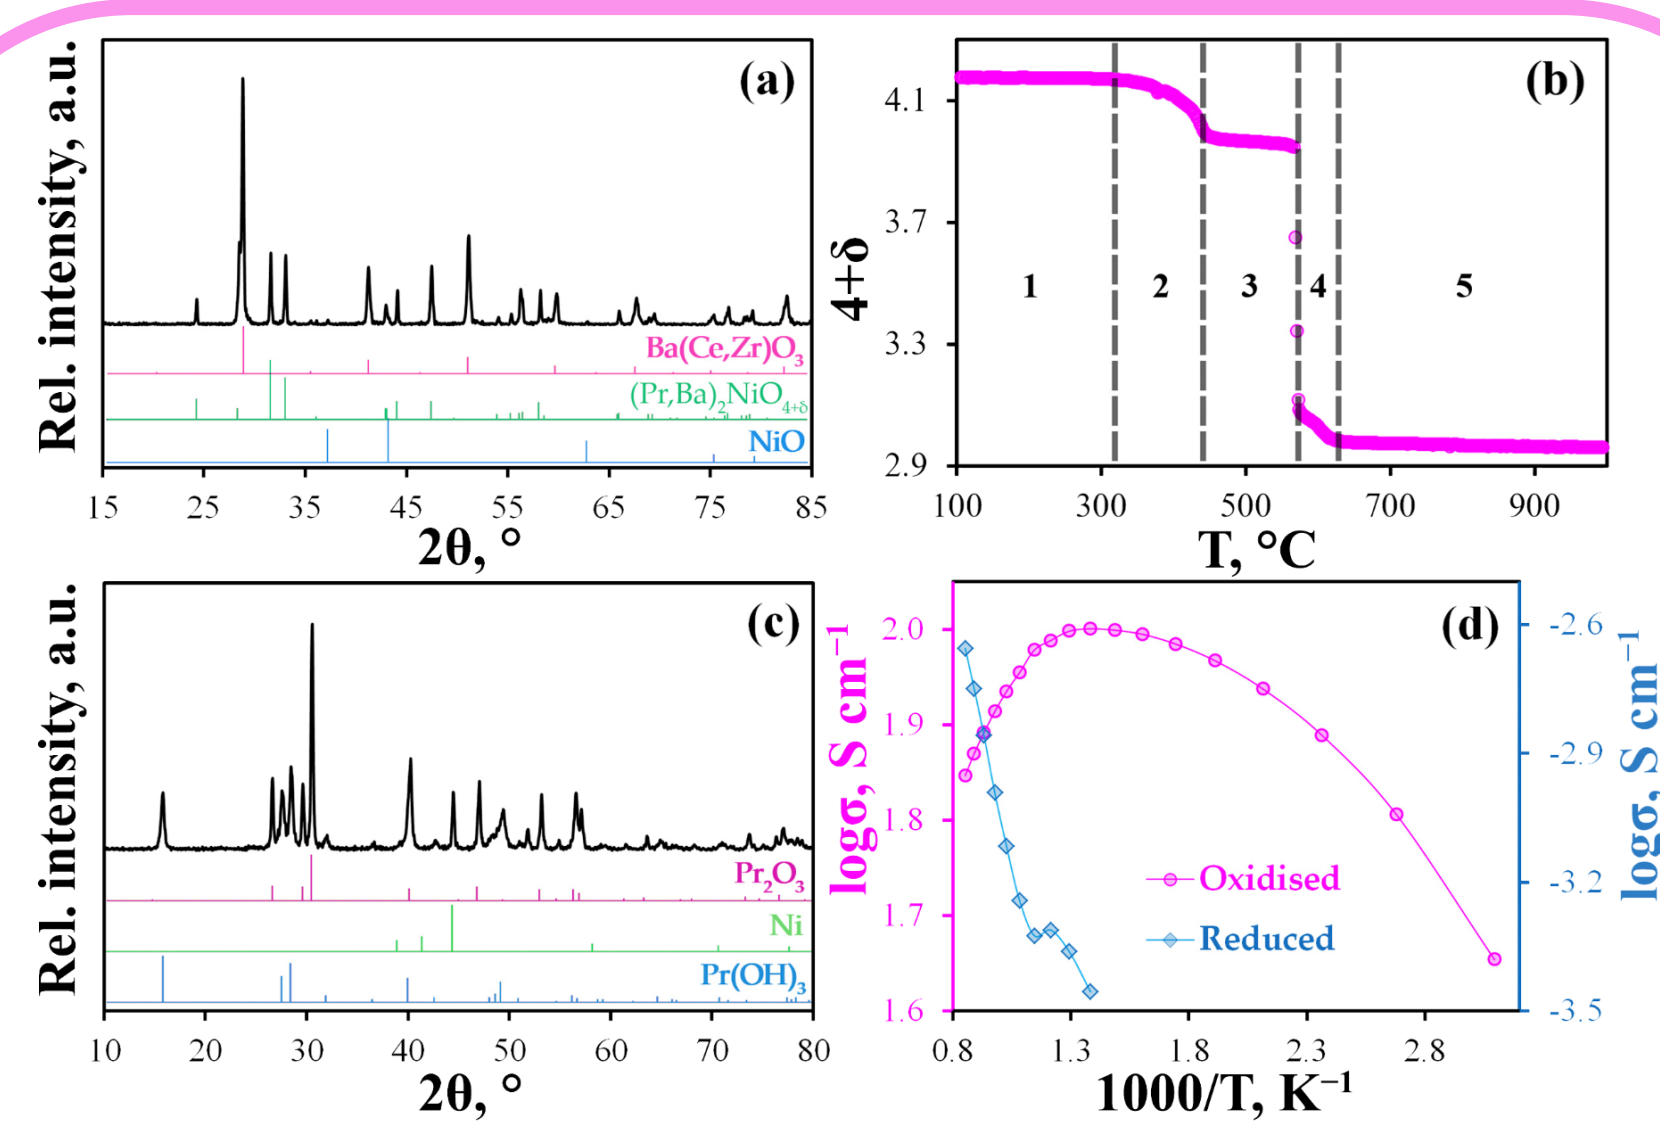 (a)
Rel. intensity, a.u.
Ba(Ce,Zr)O₃
(Pr,Ba)₂NiO₄₊δ
NiO
15 25 35 45 55 65 75 85
2θ, °
(b)
4+δ
4.1
3.7
3.3
2.9
1 2 3 4 5
100 300 500 700 900
T, °C
(c)
Rel. intensity, a.u.
Pr₂O₃
Ni
Pr(OH)₃
10 20 30 40 50 60 70 80
2θ, °
(d)
logσ, S cm⁻¹
2.0
1.9
1.8
1.7
1.6
Oxidised
Reduced
-2.6
-2.9
-3.2
-3.5
logσ, S cm⁻¹
0.8 1.3 1.8 2.3 2.8
1000/T, K⁻¹